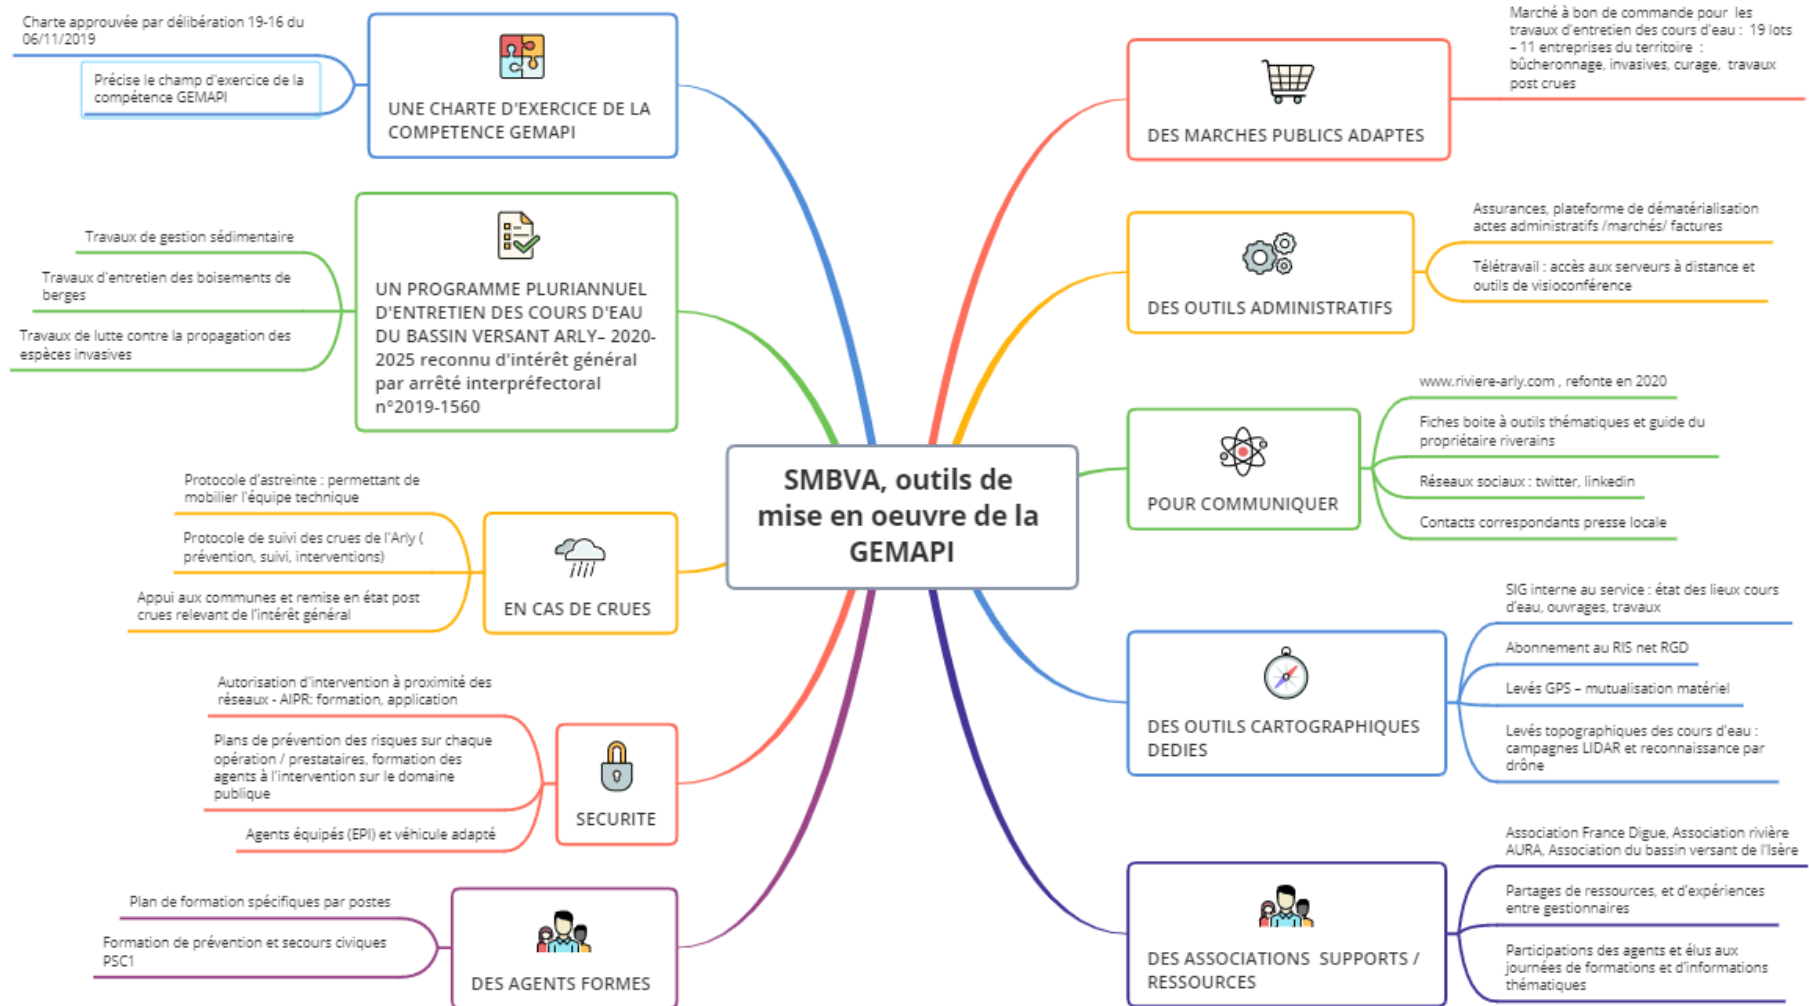 Charte approuvée par délibération 19-16 du
06/11/2019
Précise le champ d'exercice de la
compétence GEMAPI
UNE CHARTE D'EXERCICE DE LA
COMPETENCE GEMAPI
Travaux de gestion sédimentaire
Travaux d'entretien des boisements de
berges
Travaux de lutte contre la propagation des
espèces invasives
UN PROGRAMME PLURIANNUEL
D'ENTRETIEN DES COURS D'EAU
DU BASSIN VERSANT ARLY– 2020-
2025 reconnu d'intérêt général
par arrêté interpréfectoral
n°2019-1560
Protocole d'astreinte : permettant de
mobilier l'équipe technique
Protocole de suivi des crues de l'Arly (
prévention, suivi, interventions)
Appui aux communes et remise en état post
crues relevant de l'intérêt général
EN CAS DE CRUES
Autorisation d'intervention à proximité des
réseaux - AIPR: formation, application
Plans de prévention des risques sur chaque
opération / prestataires, formation des
agents à l'intervention sur le domaine
publique
Agents équipés (EPI) et véhicule adapté
SECURITE
Plan de formation spécifiques par postes
Formation de prévention et secours civiques
PSC1
DES AGENTS FORMES
SMBVA, outils de
mise en oeuvre de la
GEMAPI
DES MARCHES PUBLICS ADAPTES
Marché à bon de commande pour les
travaux d'entretien des cours d'eau : 19 lots
– 11 entreprises du territoire :
bûcheronnage, invasives, curage, travaux
post crues
DES OUTILS ADMINISTRATIFS
Assurances, plateforme de dématérialisation
actes administratifs /marchés/ factures
Télétravail : accès aux serveurs à distance et
outils de visioconférence
POUR COMMUNIQUER
www.riviere-arly.com , refonte en 2020
Fiches boite à outils thématiques et guide du
propriétaire riverains
Réseaux sociaux : twitter, linkedin
Contacts correspondants presse locale
DES OUTILS CARTOGRAPHIQUES
DEDIES
SIG interne au service : état des lieux cours
d'eau, ouvrages, travaux
Abonnement au RIS net RGD
Levés GPS – mutualisation matériel
Levés topographiques des cours d'eau :
campagnes LIDAR et reconnaissance par
drône
DES ASSOCIATIONS SUPPORTS /
RESSOURCES
Association France Digue, Association rivière
AURA, Association du bassin versant de l'Isère
Partages de ressources, et d'expériences
entre gestionnaires
Participations des agents et élus aux
journées de formations et d'informations
thématiques